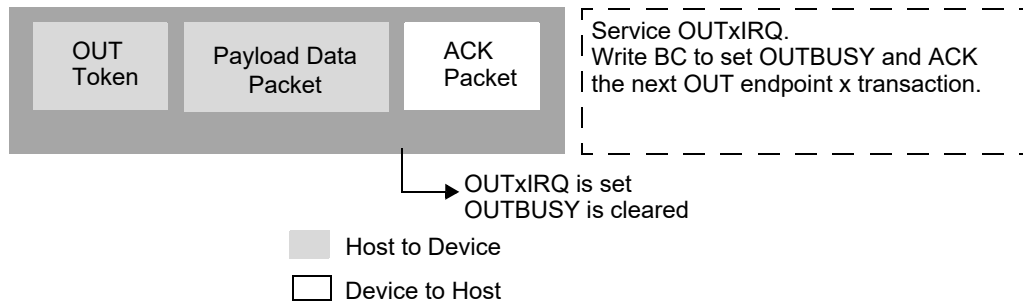 OUT
Token
Payload Data
Packet
ACK
Packet
Service OUTxIRQ.
Write BC to set OUTBUSY and ACK
the next OUT endpoint x transaction.
OUTxIRQ is set
OUTBUSY is cleared
Host to Device
Device to Host